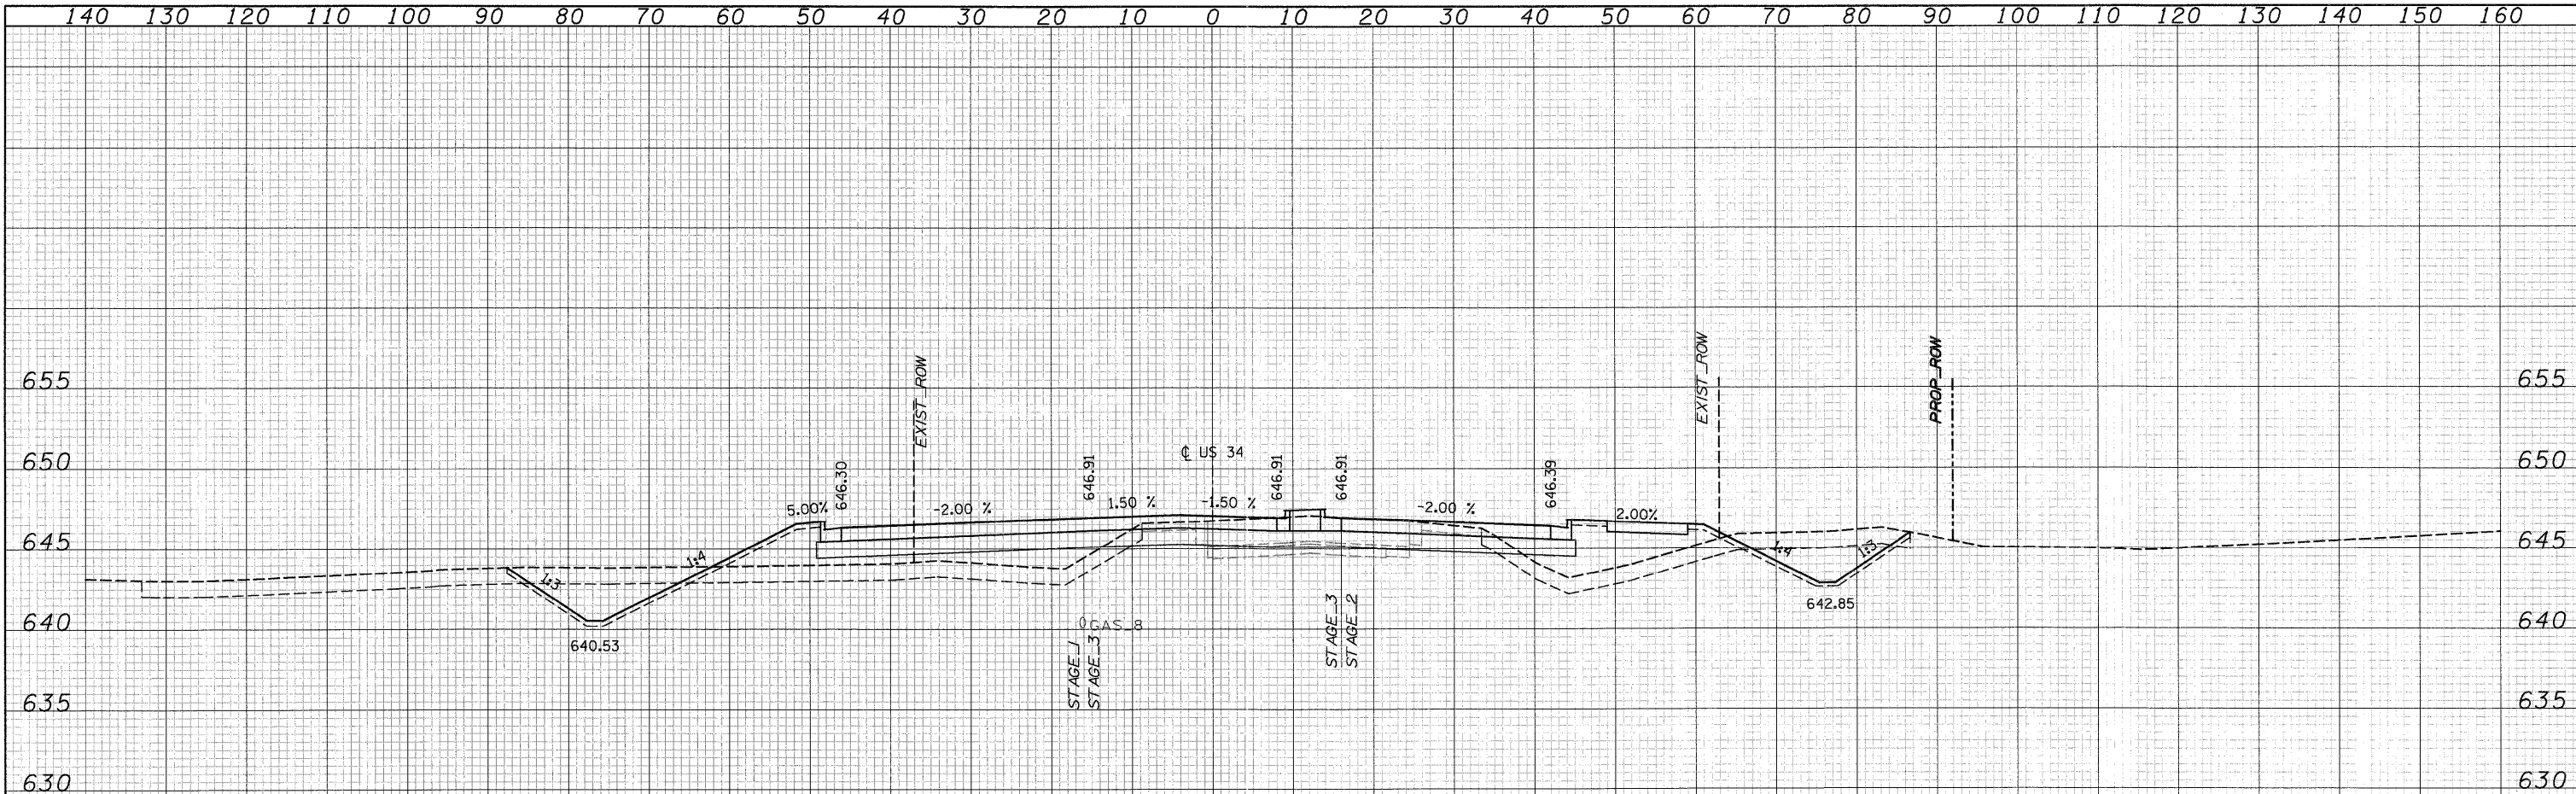 140 130 120 110 100 90 80 70 60 50 40 30 20 10 0 10 20 30 40 50 60 70 80 90 100 110 120 130 140 150 160
EXIST_ROW
EXIST_ROW
PROP_ROW
655 655
650 650
℄ US 34
646.30
646.91
646.91
646.91
646.39
5.00% -2.00 % 1.50 % -1.50 % -2.00 % 2.00%
645 645
1:3 1:4 1:4 1:3
642.85
640 640
GAS_8
640.53
STAGE_1
STAGE_3
STAGE_3
STAGE_2
635 635
630 630